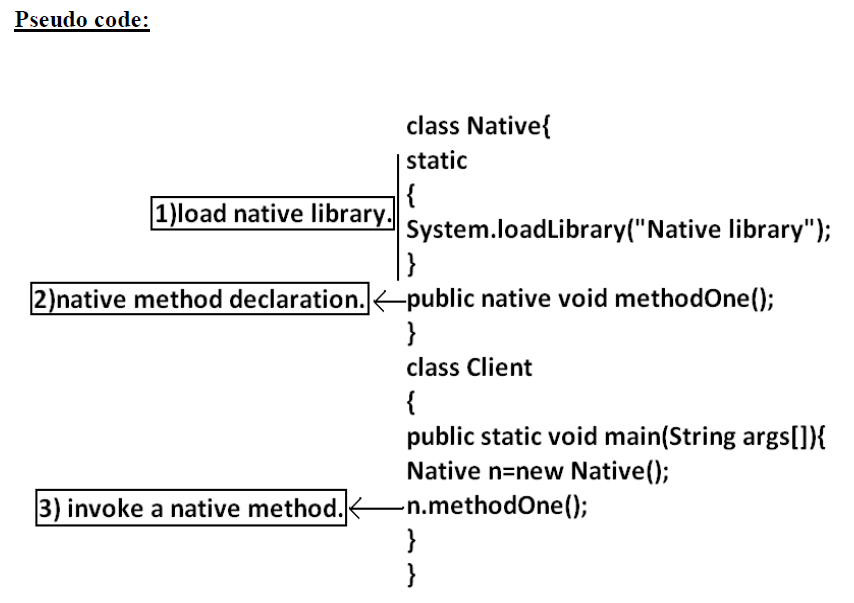 Pseudo code:
class Native{
static
{
1)load native library.
System.loadLibrary("Native library");
}
2)native method declaration.
public native void methodOne();
}
class Client
{
public static void main(String args[]){
Native n=new Native();
3) invoke a native method.
n.methodOne();
}
}